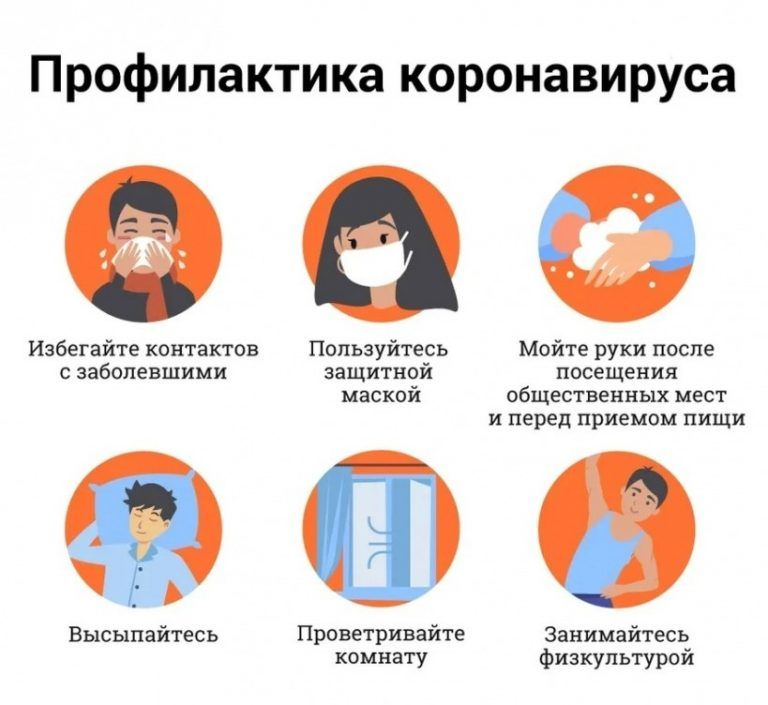 Профилактика коронавируса
Избегайте контактов
с заболевшими
Пользуйтесь
защитной
маской
Мойте руки после
посещения
общественных мест
и перед приемом пищи
Высыпайтесь
Проветривайте
комнату
Занимайтесь
физкультурой